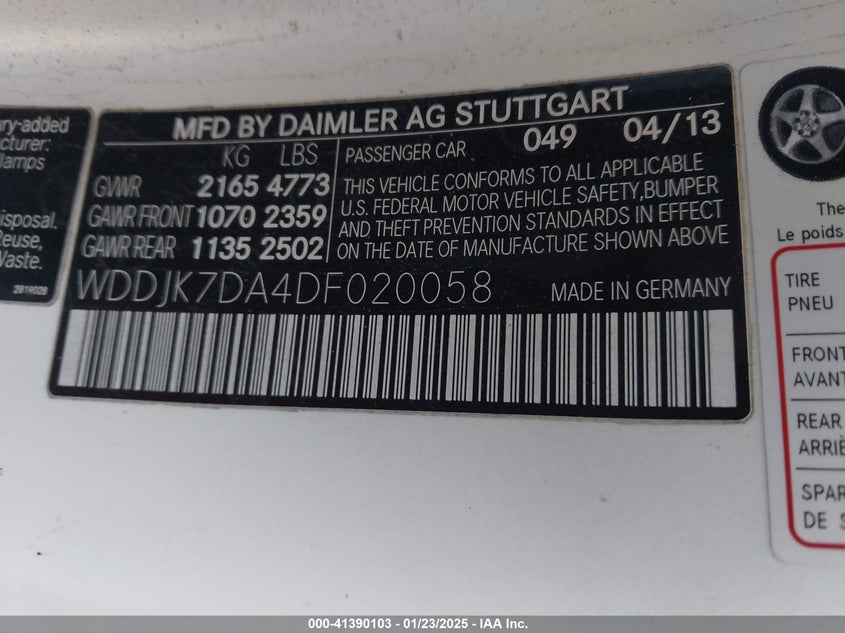 ury-added
cturer:
lamps
isposal.
Reuse,
Waste.
2819028
MFD BY DAIMLER AG STUTTGART
KG LBS
GVWR 2165 4773
GAWR FRONT 1070 2359
GAWR REAR 1135 2502
PASSENGER CAR 049 04/13
THIS VEHICLE CONFORMS TO ALL APPLICABLE
U.S. FEDERAL MOTOR VEHICLE SAFETY,BUMPER
AND THEFT PREVENTION STANDARDS IN EFFECT
ON THE DATE OF MANUFACTURE SHOWN ABOVE
WDDJK7DA4DF020058 MADE IN GERMANY
The
Le poids
TIRE
PNEU
FRONT
AVANT
REAR
ARRIÈ
SPAR
DE S
000-41390103 - 01/23/2025 - IAA Inc.